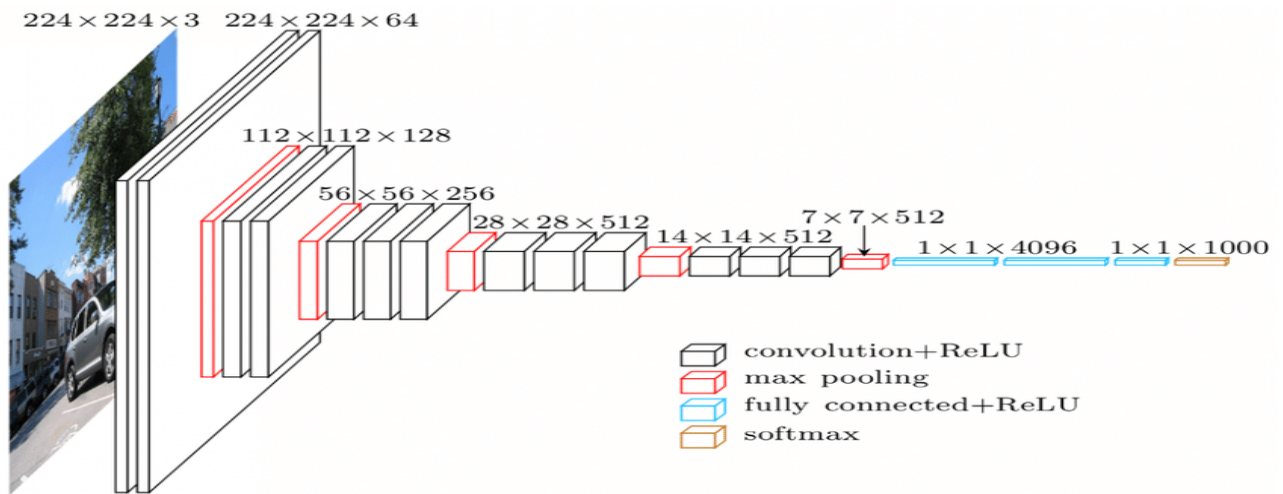 224 × 224 × 3
224 × 224 × 64
112 × 112 × 128
56 × 56 × 256
28 × 28 × 512
14 × 14 × 512
7 × 7 × 512
1 × 1 × 4096
1 × 1 × 1000
convolution+ReLU
max pooling
fully connected+ReLU
softmax